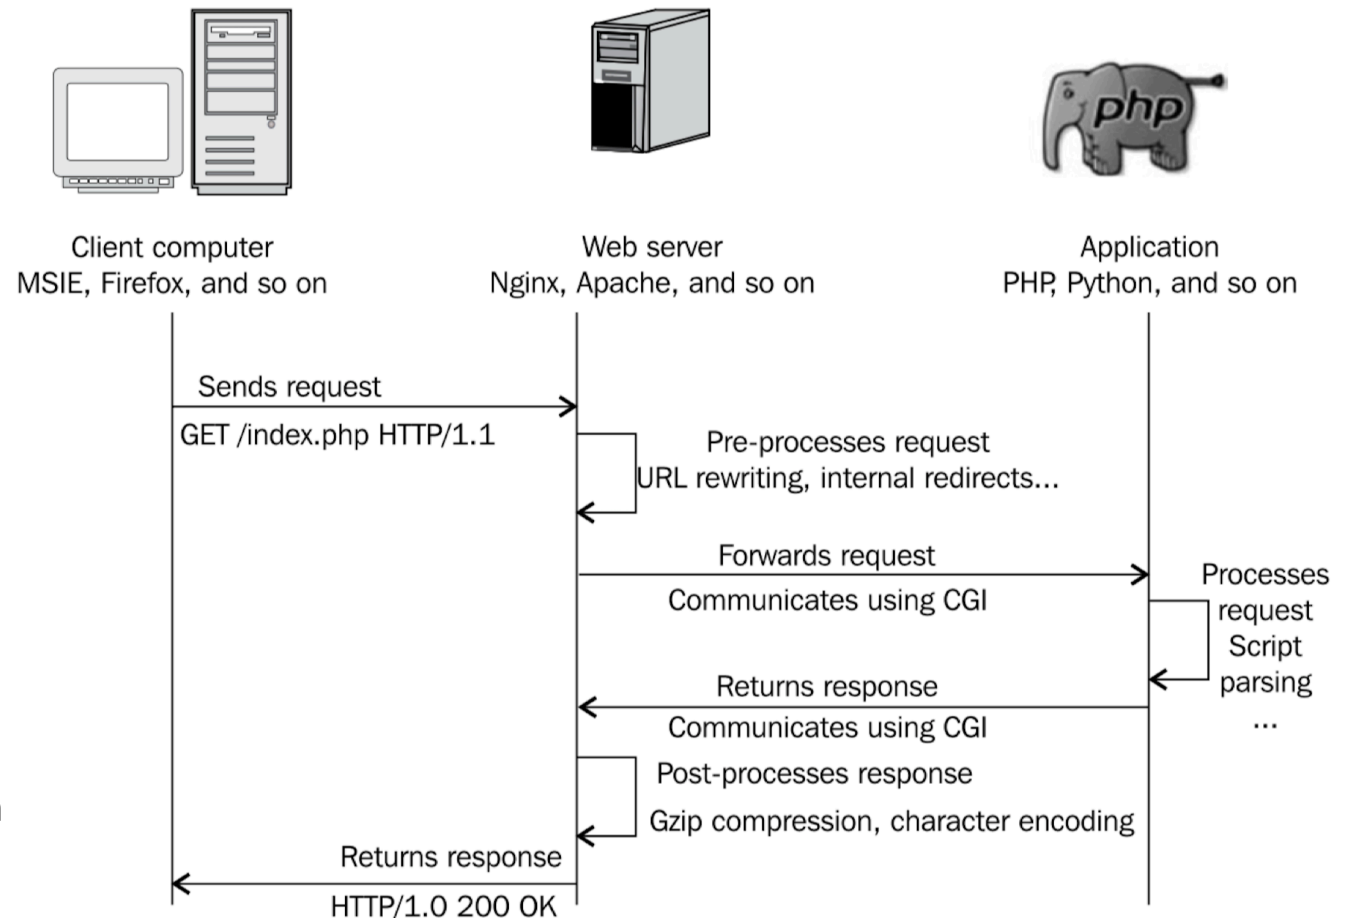 php
Client computer
MSIE, Firefox, and so on
Web server
Nginx, Apache, and so on
Application
PHP, Python, and so on
Sends request
GET /index.php HTTP/1.1
Pre-processes request
URL rewriting, internal redirects...
Forwards request
Communicates using CGI
Processes
request
Script
parsing
...
Returns response
Communicates using CGI
Post-processes response
Gzip compression, character encoding
Returns response
HTTP/1.0 200 OK